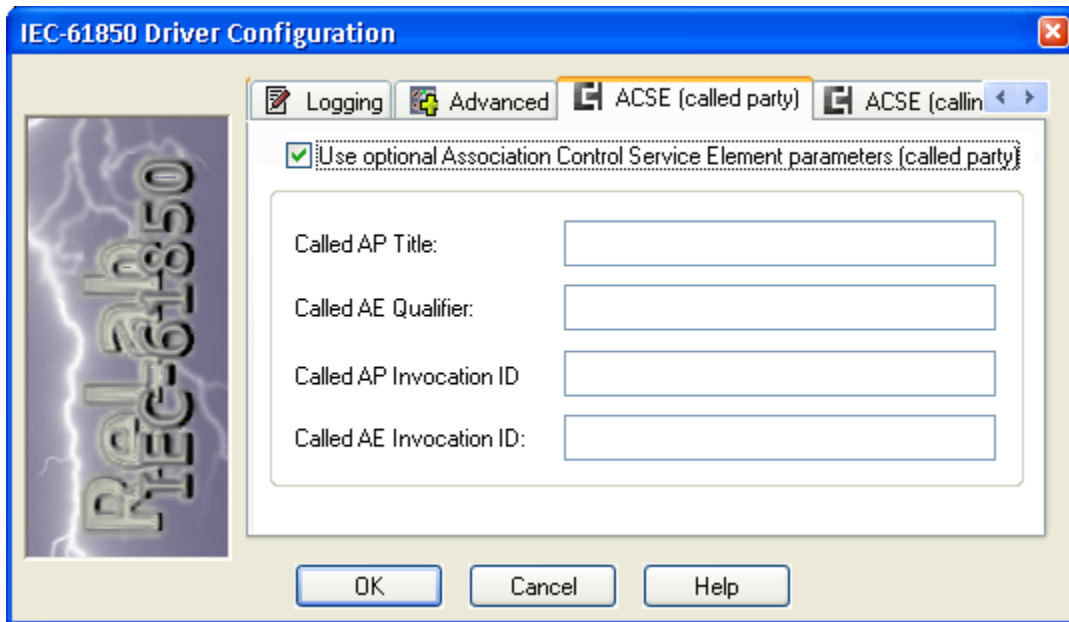 IEC-61850 Driver Configuration
Logging
Advanced
ACSE (called party)
ACSE (callin
Use optional Association Control Service Element parameters (called party)
Called AP Title:
Called AE Qualifier:
Called AP Invocation ID
Called AE Invocation ID:
Relab
IEC-61850
OK
Cancel
Help